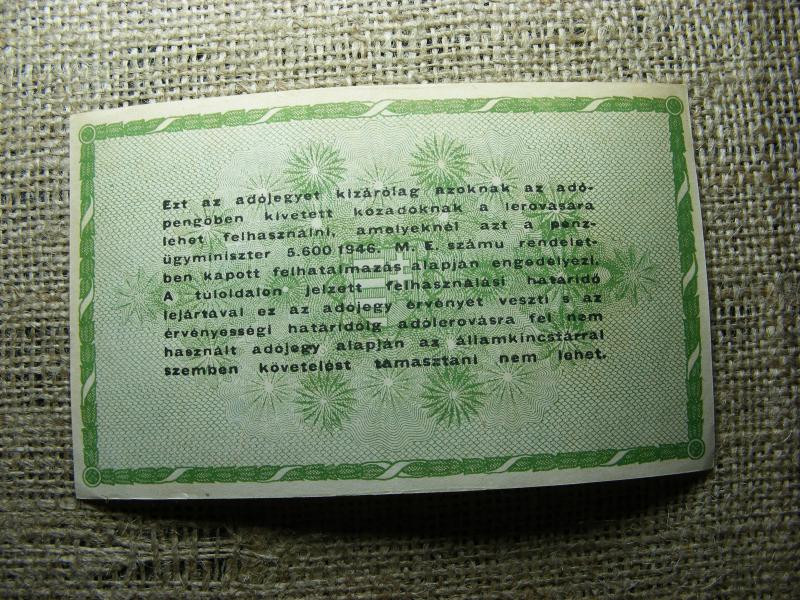 Ezt az adójegyet kizárólag azoknak az adó-
pengőben kivetett közadóknak a lerovására
lehet felhasználni, amelyeknél azt a pénz-
ügyminiszter 5.600/1946. M. E. számu rendelet-
ben kapott felhatalmazás alapján engedélyezi.
A túloldalon jelzett felhasználási határidő
lejártával ez az adójegy érvényét veszti s az
érvényességi határidőig adólerovásra fel nem
használt adójegy alapján az államkincstárral
szemben követelést támasztani nem lehet.